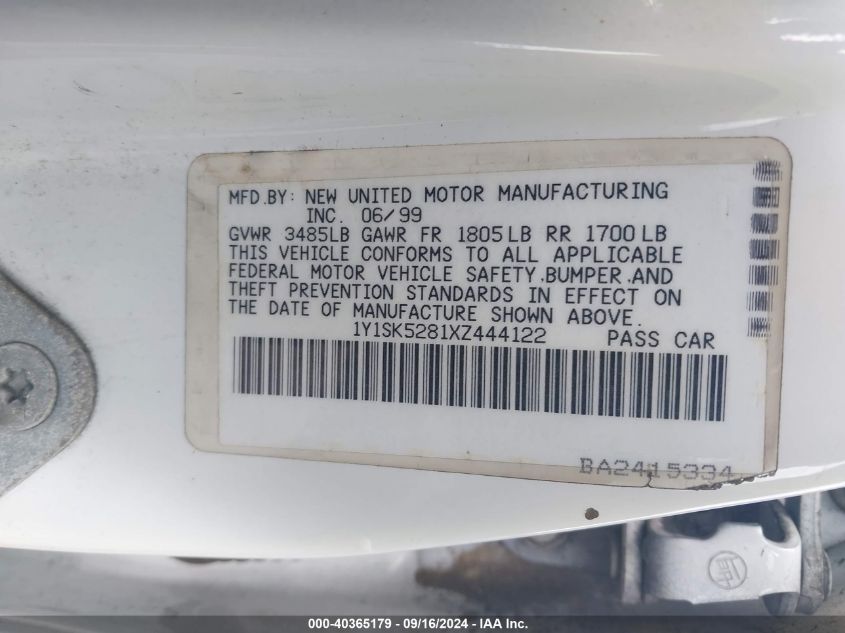 MFD.BY: NEW UNITED MOTOR MANUFACTURING
INC. 06/99
GVWR 3485LB GAWR FR 1805LB RR 1700LB
THIS VEHICLE CONFORMS TO ALL APPLICABLE
FEDERAL MOTOR VEHICLE SAFETY,BUMPER,AND
THEFT PREVENTION STANDARDS IN EFFECT ON
THE DATE OF MANUFACTURE SHOWN ABOVE.
1Y1SK5281XZ444122 PASS CAR
BA2415334
000-40365179 - 09/16/2024 - IAA Inc.